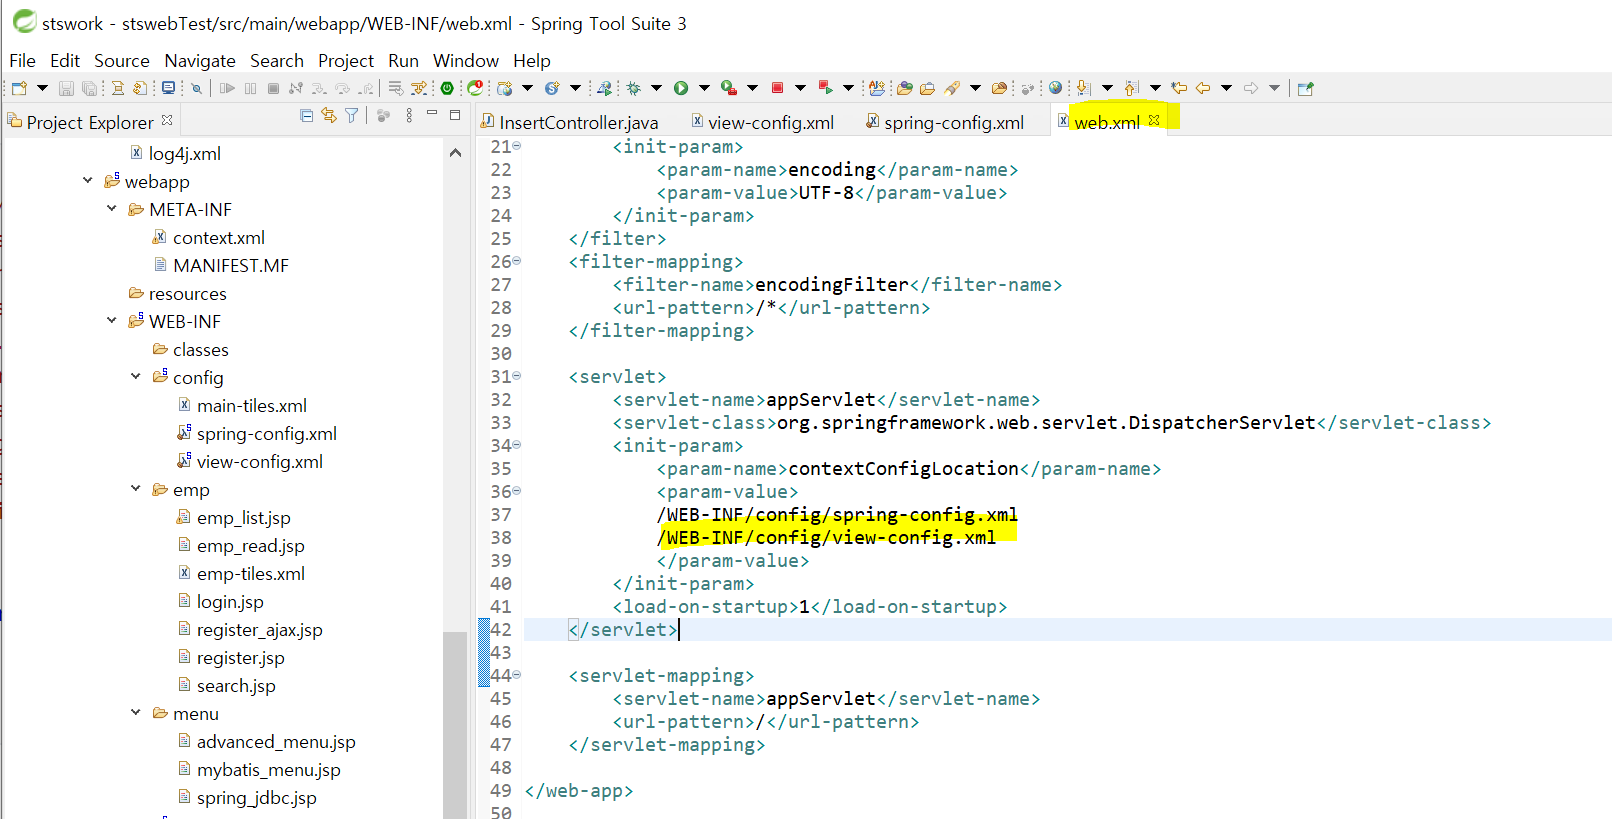 stswork - stswebTest/src/main/webapp/WEB-INF/web.xml - Spring Tool Suite 3
File Edit Source Navigate Search Project Run Window Help
Project Explorer
log4j.xml
webapp
META-INF
context.xml
MANIFEST.MF
resources
WEB-INF
classes
config
main-tiles.xml
spring-config.xml
view-config.xml
emp
emp_list.jsp
emp_read.jsp
emp-tiles.xml
login.jsp
register_ajax.jsp
register.jsp
search.jsp
menu
advanced_menu.jsp
mybatis_menu.jsp
spring_jdbc.jsp
InsertController.java view-config.xml spring-config.xml web.xml
21 <init-param>
22 <param-name>encoding</param-name>
23 <param-value>UTF-8</param-value>
24 </init-param>
25 </filter>
26 <filter-mapping>
27 <filter-name>encodingFilter</filter-name>
28 <url-pattern>/*</url-pattern>
29 </filter-mapping>
30
31 <servlet>
32 <servlet-name>appServlet</servlet-name>
33 <servlet-class>org.springframework.web.servlet.DispatcherServlet</servlet-class>
34 <init-param>
35 <param-name>contextConfigLocation</param-name>
36 <param-value>
37 /WEB-INF/config/spring-config.xml
38 /WEB-INF/config/view-config.xml
39 </param-value>
40 </init-param>
41 <load-on-startup>1</load-on-startup>
42 </servlet>
43
44 <servlet-mapping>
45 <servlet-name>appServlet</servlet-name>
46 <url-pattern>/</url-pattern>
47 </servlet-mapping>
48
49 </web-app>
50